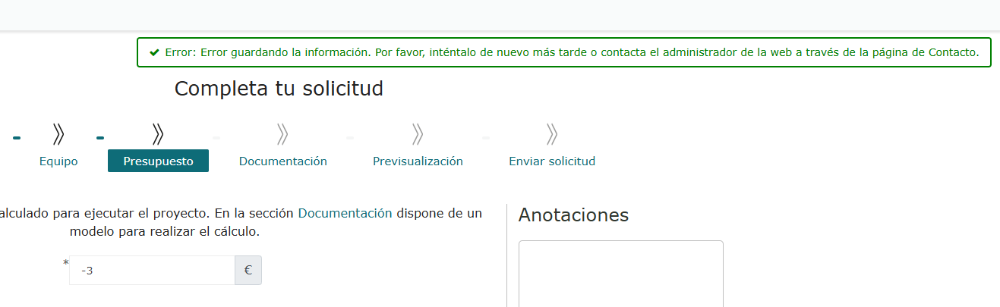 Error: Error guardando la información. Por favor, inténtalo de nuevo más tarde o contacta el administrador de la web a través de la página de Contacto.
Completa tu solicitud
Equipo
Presupuesto
Documentación
Previsualización
Enviar solicitud
alculado para ejecutar el proyecto. En la sección Documentación dispone de un
modelo para realizar el cálculo.
* -3 €
Anotaciones